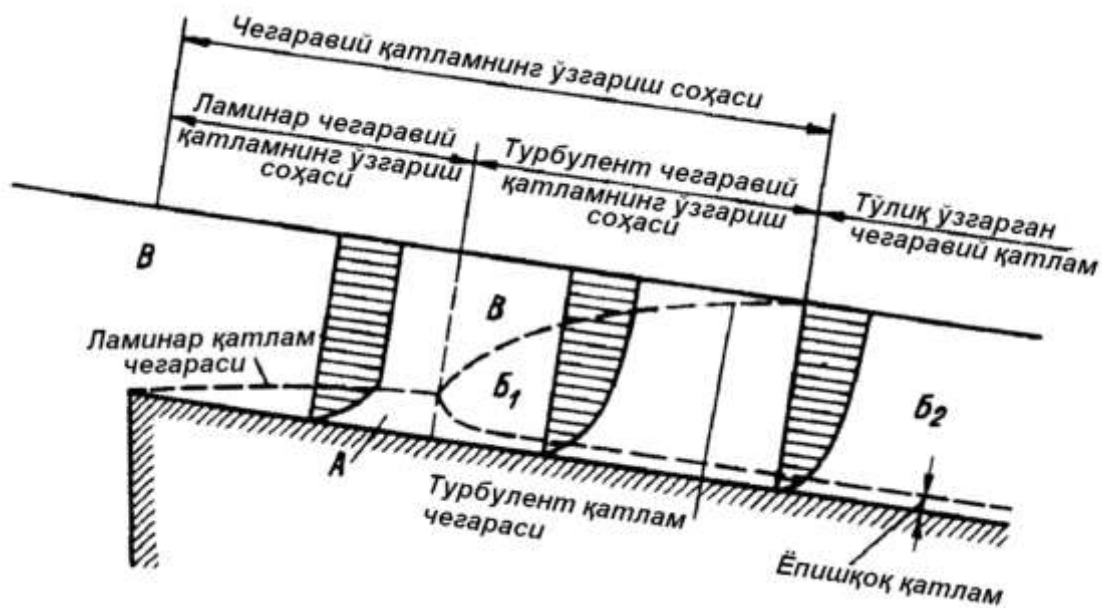 Чегаравий қатламнинг ўзгариш соҳаси
Ламинар чегаравий
қатламнинг ўзгариш
соҳаси
Турбулент чегаравий
қатламнинг ўзгариш
соҳаси
Тўлиқ ўзгарган
чегаравий қатлам
В
В
Ламинар қатлам
чегараси
Б1
Б2
А
Турбулент қатлам
чегараси
Ёпишқоқ қатлам